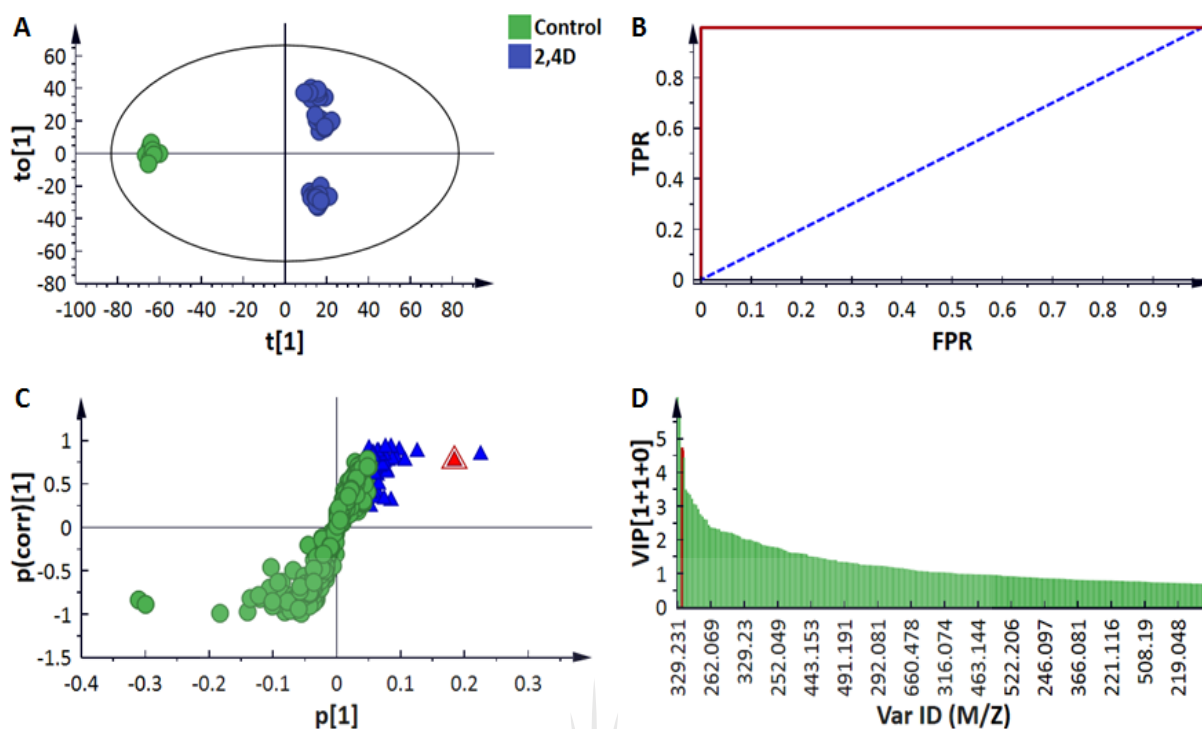 A
Control
2,4D
60
40
20
0
-20
-40
-60
-80
to[1]
-100 -80 -60 -40 -20 0 20 40 60 80
t[1]
B
0.8
0.6
0.4
0.2
0
TPR
0 0.1 0.2 0.3 0.4 0.5 0.6 0.7 0.8 0.9
FPR
C
1
0.5
0
-0.5
-1
-1.5
p(corr)[1]
-0.4 -0.3 -0.2 -0.1 0 0.1 0.2 0.3
p[1]
D
5
4
3
2
1
0
VIP[1+1+0]
329.231
262.069
329.23
252.049
443.153
491.191
292.081
660.478
316.074
463.144
522.206
246.097
366.081
221.116
508.19
219.048
Var ID (M/Z)